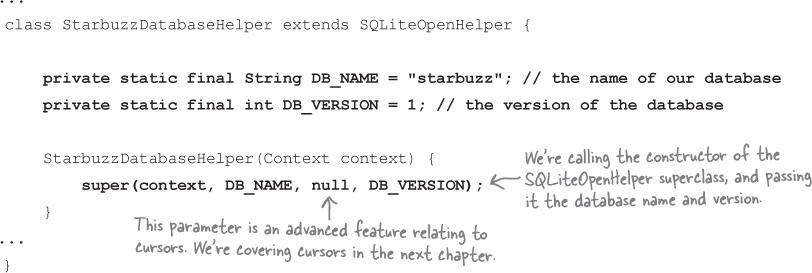 ...
class StarbuzzDatabaseHelper extends SQLiteOpenHelper {
private static final String DB_NAME = "starbuzz"; // the name of our database
private static final int DB_VERSION = 1; // the version of the database
StarbuzzDatabaseHelper(Context context) {
super(context, DB_NAME, null, DB_VERSION);
We're calling the constructor of the
SQLiteOpenHelper superclass, and passing
it the database name and version.
}
This parameter is an advanced feature relating to
cursors. We're covering cursors in the next chapter.
...
}